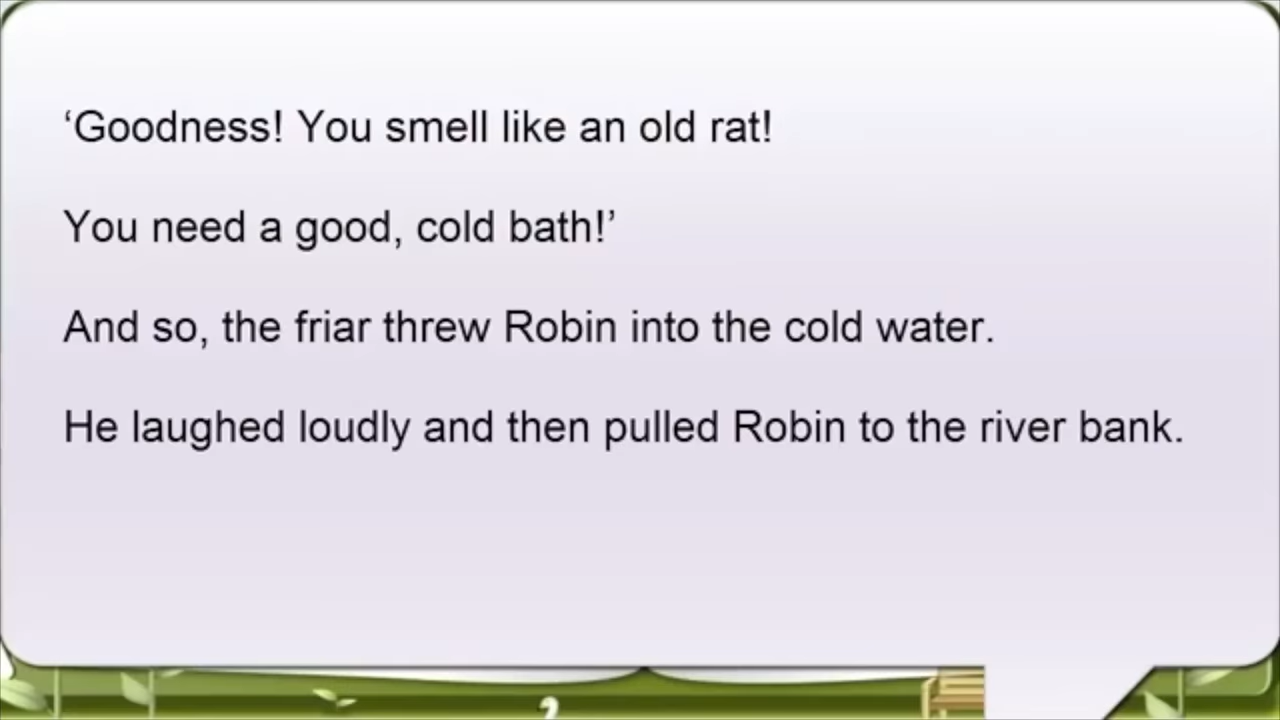 ‘Goodness! You smell like an old rat!
You need a good, cold bath!’
And so, the friar threw Robin into the cold water.
He laughed loudly and then pulled Robin to the river bank.